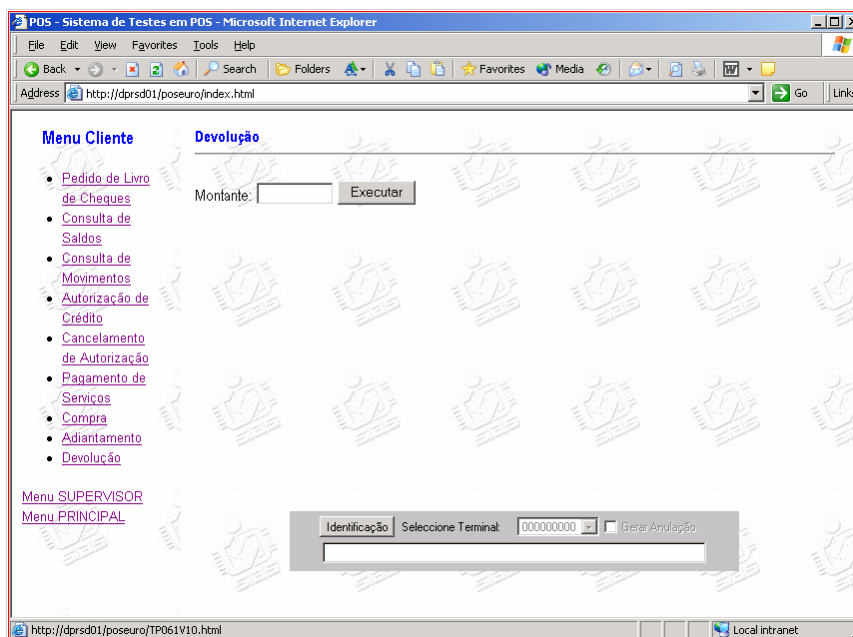 POS - Sistema de Testes em POS - Microsoft Internet Explorer
File Edit View Favorites Tools Help
Back Search Folders Favorites Media
Address http://dprsd01/poseuro/index.html Go Links
Menu Cliente
Pedido de Livro
de Cheques
Consulta de
Saldos
Consulta de
Movimentos
Autorização de
Crédito
Cancelamento
de Autorização
Pagamento de
Serviços
Compra
Adiantamento
Devolução
Menu SUPERVISOR
Menu PRINCIPAL
Devolução
Montante: Executar
Identificação Seleccione Terminal: 000000000 Gerar Anulação
http://dprsd01/poseuro/TP061V10.html Local intranet